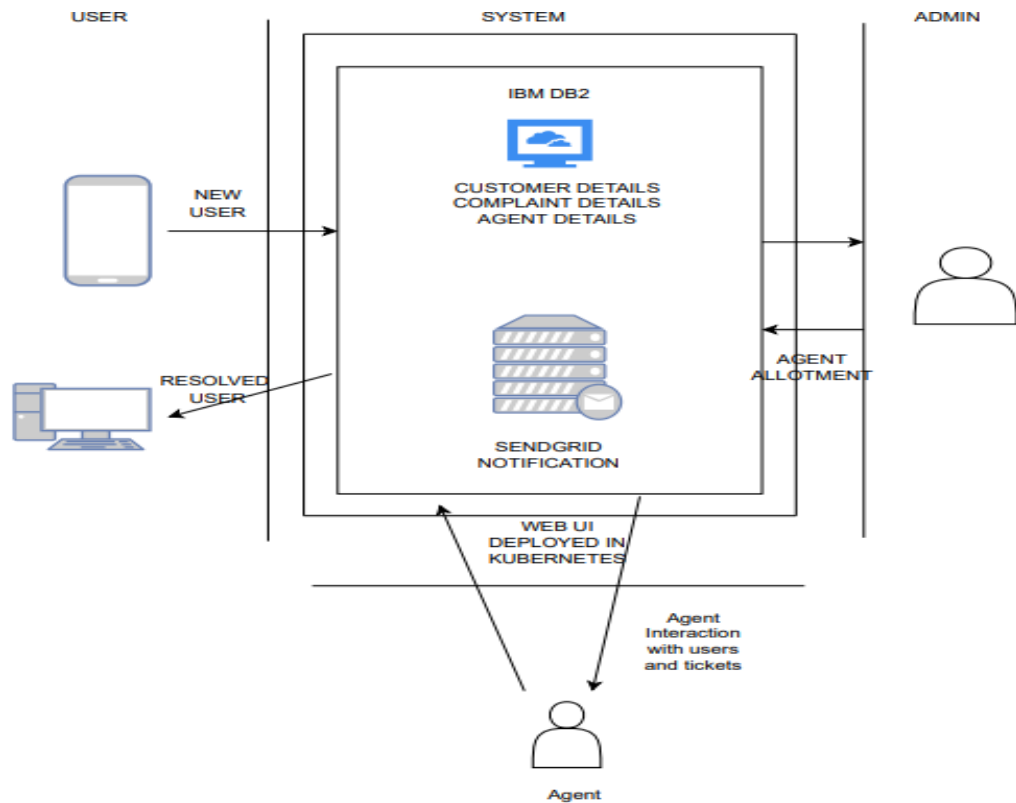 USER
SYSTEM
ADMIN
IBM DB2
CUSTOMER DETAILS
COMPLAINT DETAILS
AGENT DETAILS
NEW
USER
AGENT
ALLOTMENT
RESOLVED
USER
SENDGRID
NOTIFICATION
WEB UI
DEPLOYED IN
KUBERNETES
Agent
Interaction
with users
and tickets
Agent